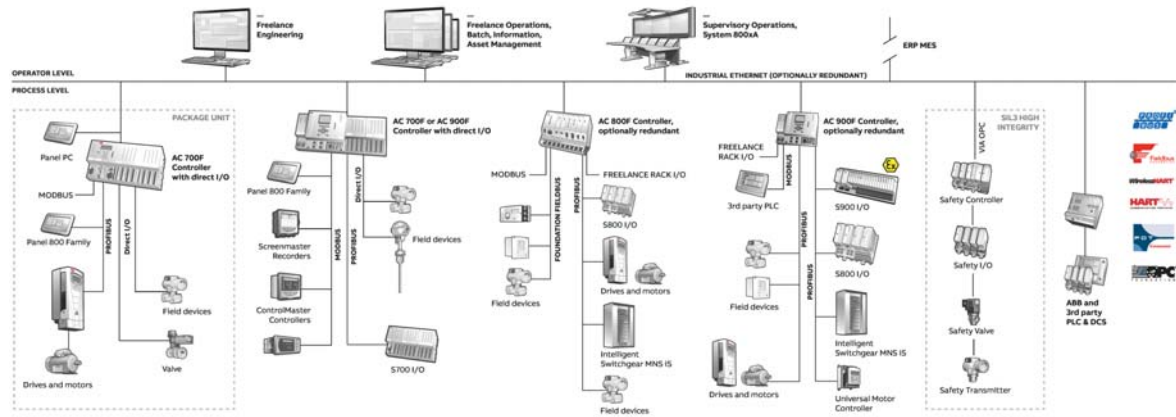 Freelance
Engineering
Freelance Operations,
Batch, Information,
Asset Management
Supervisory Operations,
System 800xA
ERP MES
OPERATOR LEVEL
INDUSTRIAL ETHERNET (OPTIONALLY REDUNDANT)
PROCESS LEVEL
PACKAGE UNIT
Panel PC
AC 700F
Controller
with direct I/O
MODBUS
PROFIBUS
Direct I/O
Panel 800 Family
Field devices
Drives and motors
Valve
AC 700F or AC 900F
Controller with direct I/O
Panel 800 Family
Direct I/O
Screenmaster
Recorders
MODBUS
PROFIBUS
Field devices
ControlMaster
Controllers
S700 I/O
AC 800F Controller,
optionally redundant
MODBUS
FREELANCE RACK I/O
FOUNDATION FIELDBUS
PROFIBUS
S800 I/O
Field devices
Drives and motors
Intelligent
Switchgear MNS iS
Field devices
AC 900F Controller,
optionally redundant
FREELANCE
RACK I/O
MODBUS
3rd party PLC
Ex
S900 I/O
PROFIBUS
S800 I/O
Field devices
PROFIBUS
Intelligent
Switchgear MNS iS
Drives and motors
Universal Motor
Controller
SIL3 HIGH
INTEGRITY
VIA OPC
Safety Controller
Safety I/O
Safety Valve
Safety Transmitter
ABB and
3rd party
PLC & DCS
Fieldbus
WirelessHART
HART
FDT
OPC